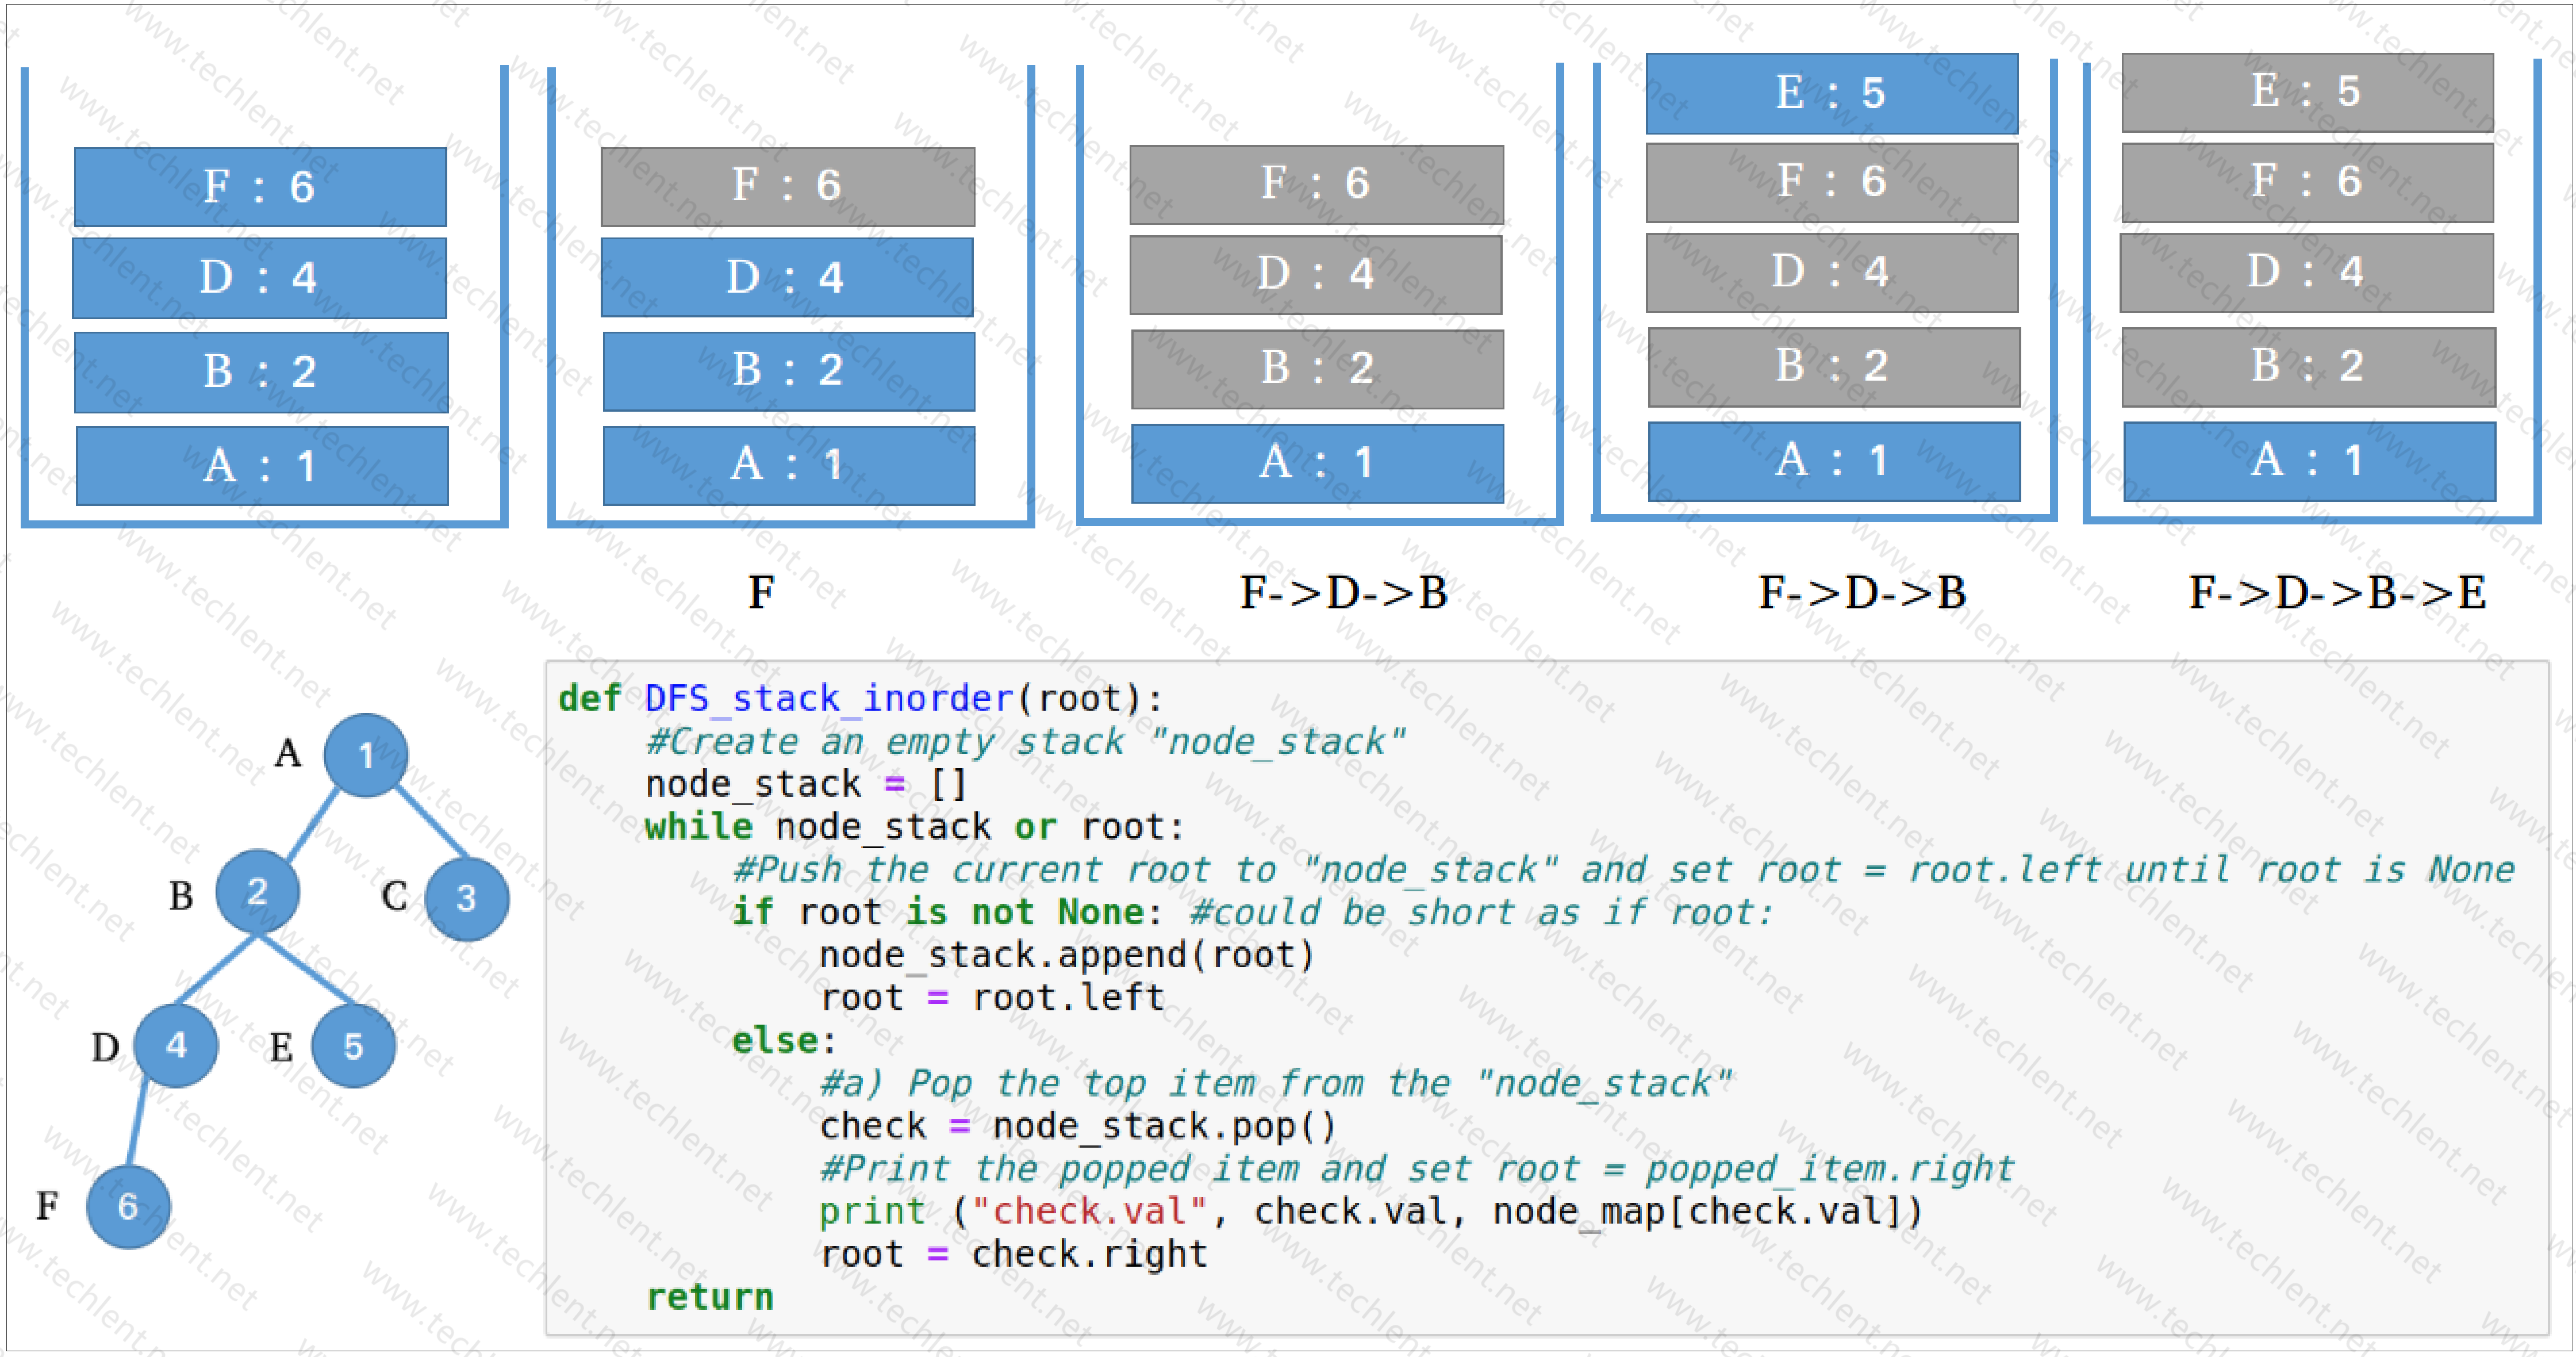 F : 6
D : 4
B : 2
A : 1
F : 6
D : 4
B : 2
A : 1
F : 6
D : 4
B : 2
A : 1
E : 5
F : 6
D : 4
B : 2
A : 1
E : 5
F : 6
D : 4
B : 2
A : 1
F
F->D->B
F->D->B
F->D->B->E
A 1
B 2
C 3
D 4
E 5
F 6
def DFS_stack_inorder(root):
#Create an empty stack "node_stack"
node_stack = []
while node_stack or root:
#Push the current root to "node_stack" and set root = root.left until root is None
if root is not None: #could be short as if root:
node_stack.append(root)
root = root.left
else:
#a) Pop the top item from the "node_stack"
check = node_stack.pop()
#Print the popped item and set root = popped_item.right
print ("check.val", check.val, node_map[check.val])
root = check.right
return
www.techlent.net